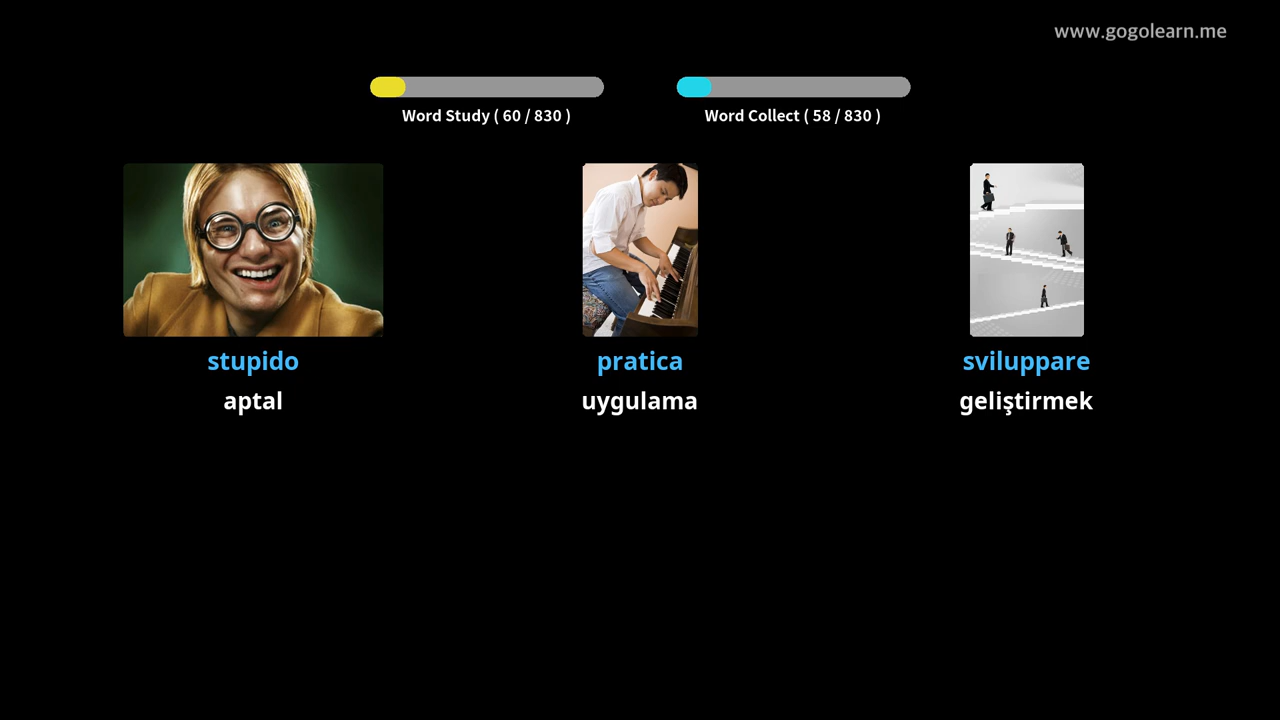 www.gogolearn.me
Word Study ( 60 / 830 )
Word Collect ( 58 / 830 )
stupido
pratica
sviluppare
aptal
uygulama
geliştirmek